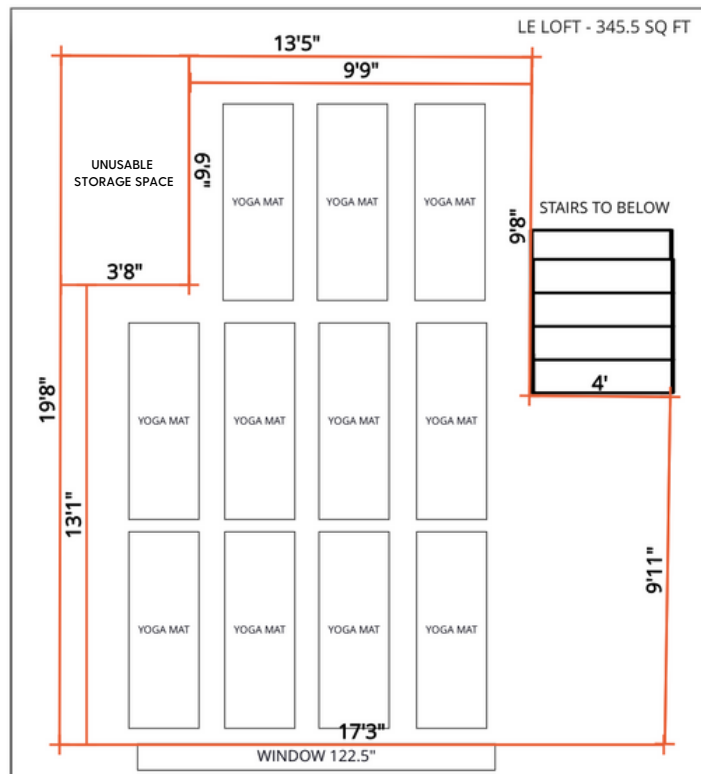 LE LOFT - 345.5 SQ FT
13'5"
9'9"
UNUSABLE
STORAGE SPACE
6'6"
YOGA MAT
YOGA MAT
YOGA MAT
STAIRS TO BELOW
9'8"
3'8"
4'
19'8"
YOGA MAT
YOGA MAT
YOGA MAT
YOGA MAT
13'1"
9'11"
YOGA MAT
YOGA MAT
YOGA MAT
YOGA MAT
17'3"
WINDOW 122.5"